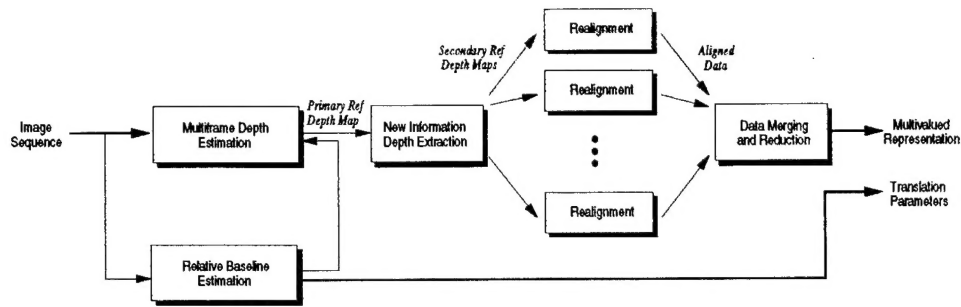 Realignment
Secondary Ref
Depth Maps
Aligned
Data
Realignment
Primary Ref
Depth Map
Image
Sequence
Multiframe Depth
Estimation
New Information
Depth Extraction
Data Merging
and Reduction
Multivalued
Representation
Translation
Parameters
Realignment
Relative Baseline
Estimation